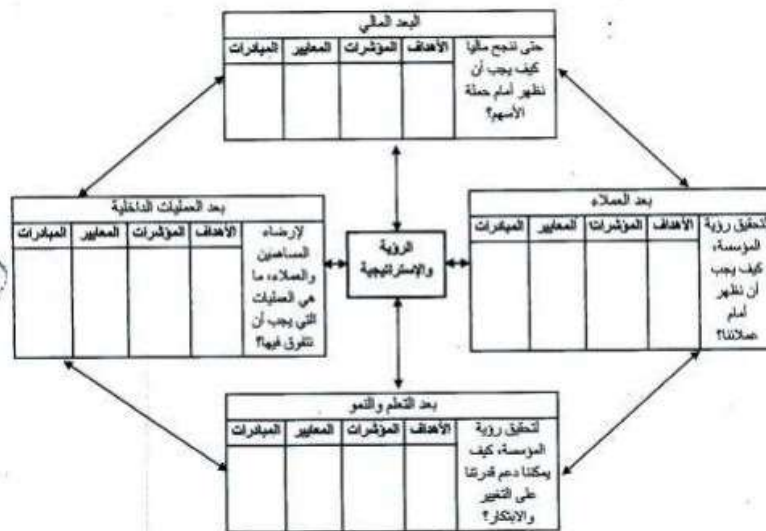 البعد المالي
حتى ننجح ماليا
كيف يجب أن
نظهر أمام حملة
الأسهم؟
الأهداف
المؤشرات
المعايير
المبادرات
بعد العملاء
لتحقيق رؤية
المؤسسة،
كيف يجب
أن نظهر
أمام
عملائنا؟
الأهداف
المؤشرات
المعايير
المبادرات
الرؤية
والإستراتيجية
بعد العمليات الداخلية
لإرضاء
المساهمين
والعملاء، ما
هي العمليات
التي يجب أن
نتفوق فيها؟
الأهداف
المؤشرات
المعايير
المبادرات
بعد التعلم والنمو
لتحقيق رؤية
المؤسسة، كيف
يمكننا دعم قدرتنا
على التغيير
والابتكار؟
الأهداف
المؤشرات
المعايير
المبادرات